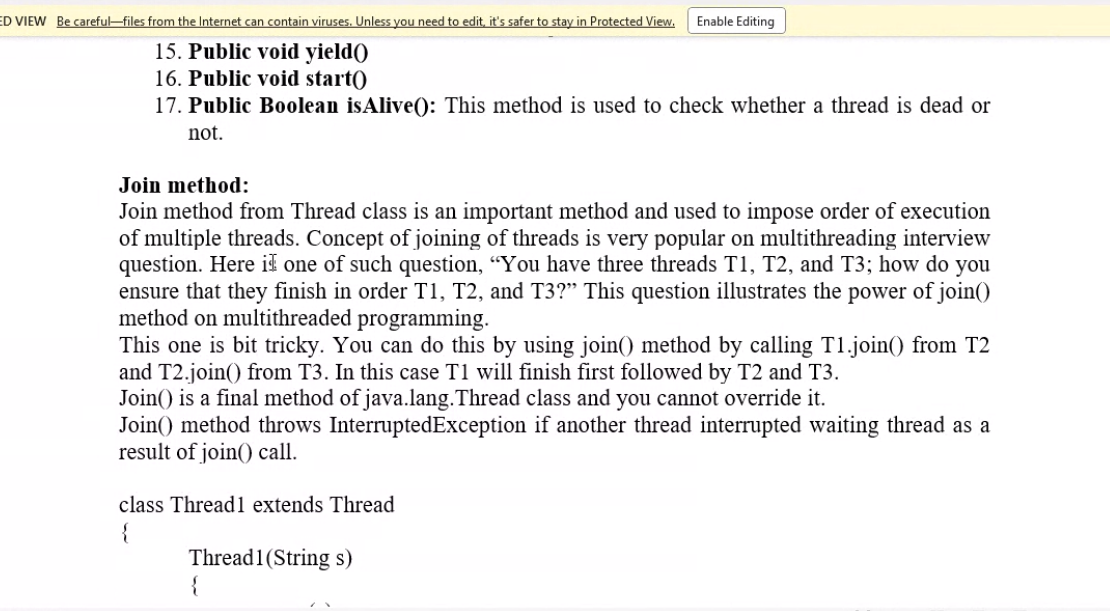 ED VIEW Be careful—files from the Internet can contain viruses. Unless you need to edit, it's safer to stay in Protected View. Enable Editing
15. Public void yield()
16. Public void start()
17. Public Boolean isAlive(): This method is used to check whether a thread is dead or
not.
Join method:
Join method from Thread class is an important method and used to impose order of execution
of multiple threads. Concept of joining of threads is very popular on multithreading interview
question. Here is one of such question, “You have three threads T1, T2, and T3; how do you
ensure that they finish in order T1, T2, and T3?” This question illustrates the power of join()
method on multithreaded programming.
This one is bit tricky. You can do this by using join() method by calling T1.join() from T2
and T2.join() from T3. In this case T1 will finish first followed by T2 and T3.
Join() is a final method of java.lang.Thread class and you cannot override it.
Join() method throws InterruptedException if another thread interrupted waiting thread as a
result of join() call.
class Thread1 extends Thread
{
Thread1(String s)
{